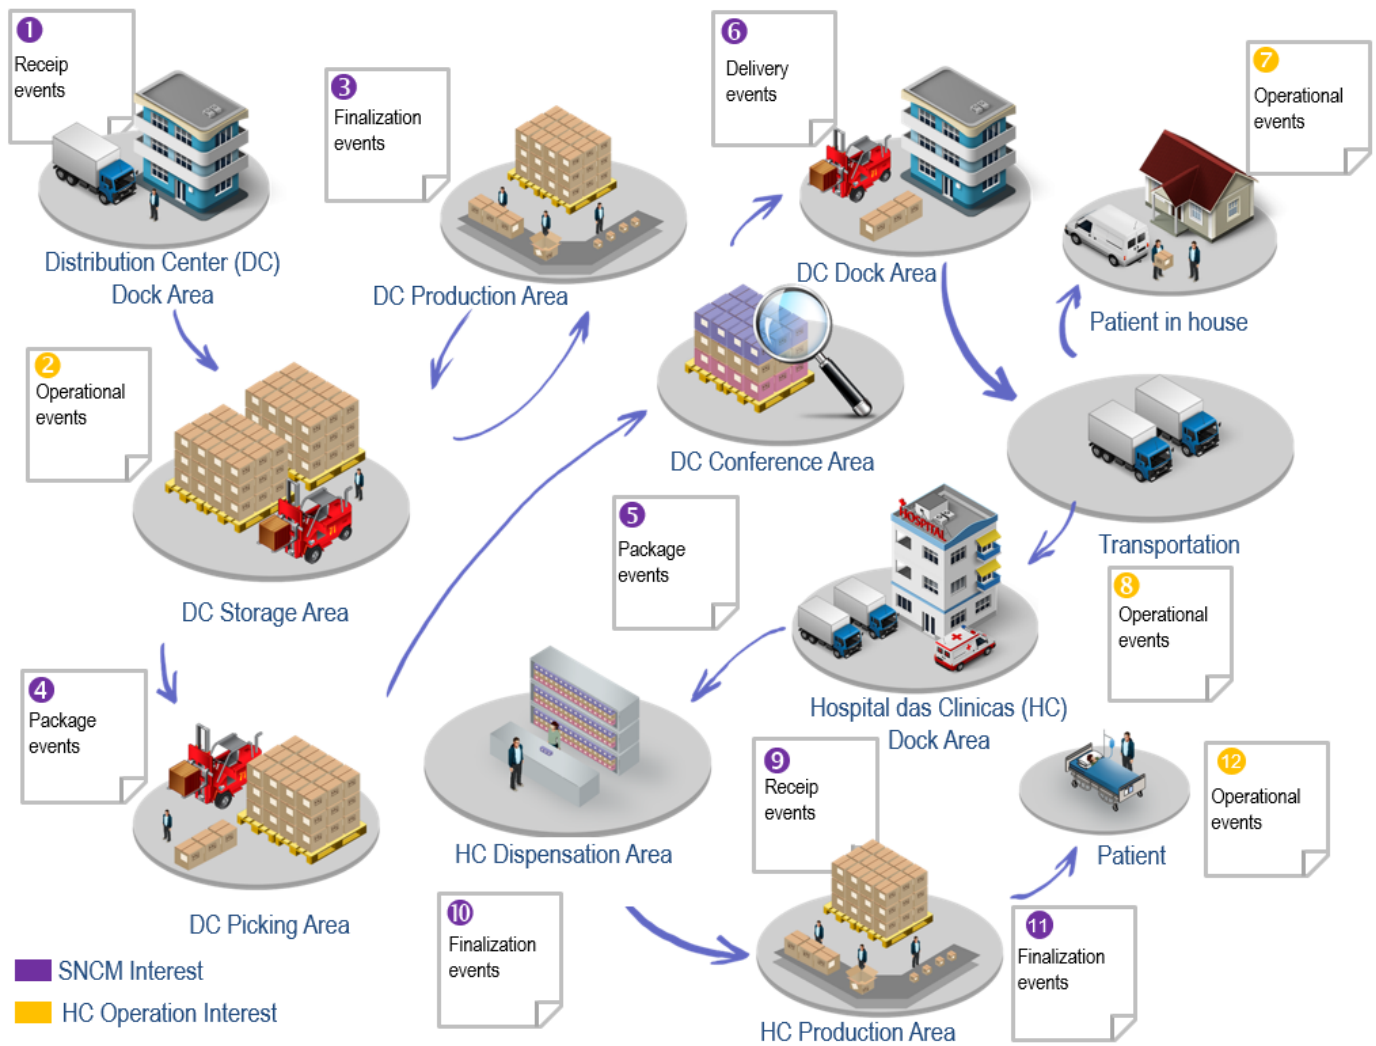 1
Receip
events
Distribution Center (DC)
Dock Area
3
Finalization
events
DC Production Area
6
Delivery
events
DC Dock Area
7
Operational
events
Patient in house
2
Operational
events
DC Storage Area
DC Conference Area
5
Package
events
HOSPITAL
Transportation
8
Operational
events
Hospital das Clinicas (HC)
Dock Area
4
Package
events
DC Picking Area
HC Dispensation Area
9
Receip
events
Patient
12
Operational
events
10
Finalization
events
HC Production Area
11
Finalization
events
SNCM Interest
HC Operation Interest